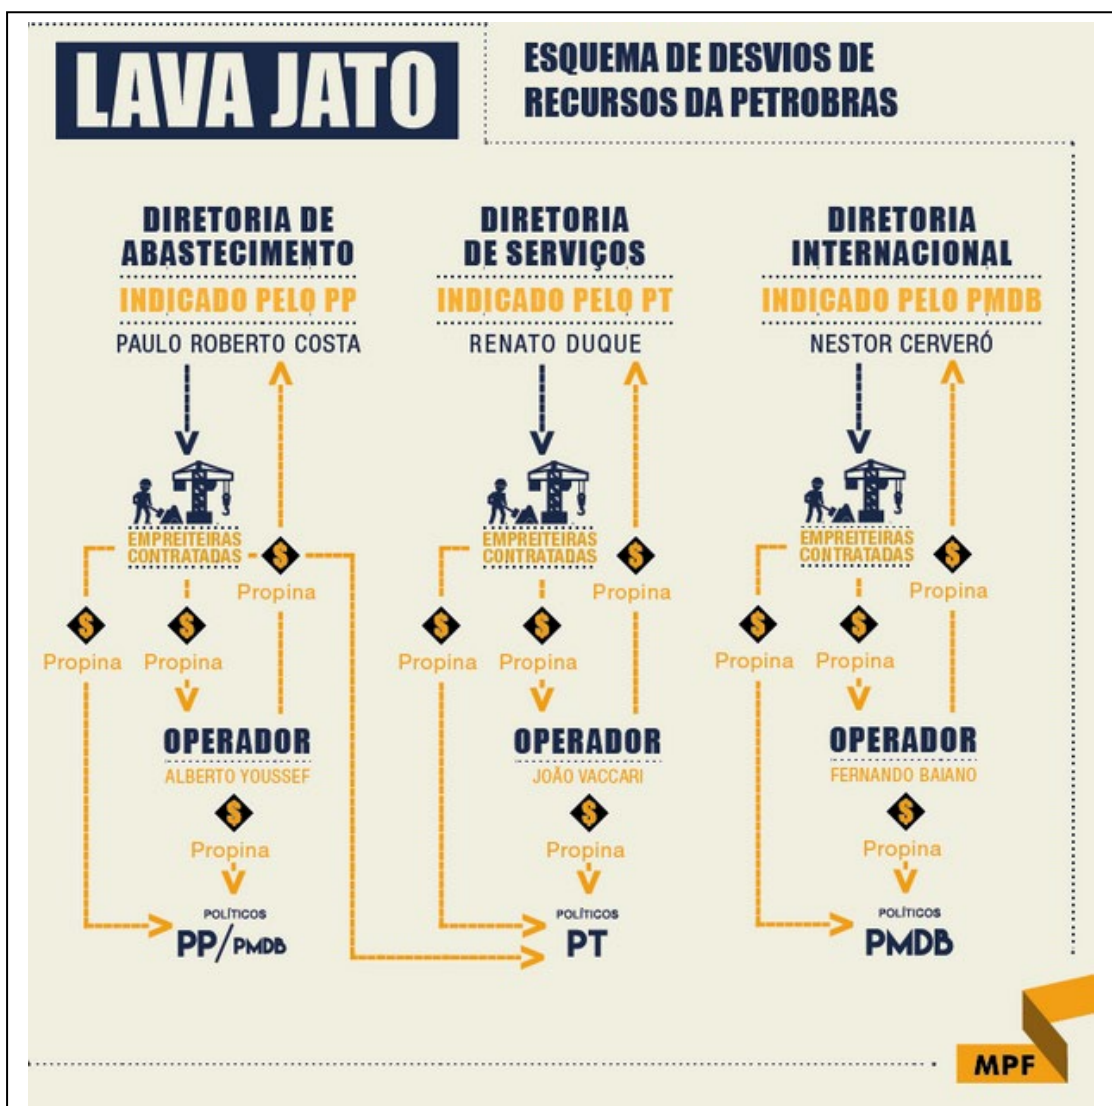 LAVA JATO
ESQUEMA DE DESVIOS DE
RECURSOS DA PETROBRAS
DIRETORIA DE
ABASTECIMENTO
INDICADO PELO PP
PAULO ROBERTO COSTA
EMPREITEIRAS
CONTRATADAS
$
Propina
$
Propina
$
Propina
OPERADOR
ALBERTO YOUSSEF
$
Propina
POLÍTICOS
PP/PMDB
DIRETORIA
DE SERVIÇOS
INDICADO PELO PT
RENATO DUQUE
EMPREITEIRAS
CONTRATADAS
$
Propina
$
Propina
$
Propina
OPERADOR
JOÃO VACCARI
$
Propina
POLÍTICOS
PT
DIRETORIA
INTERNACIONAL
INDICADO PELO PMDB
NESTOR CERVERÓ
EMPREITEIRAS
CONTRATADAS
$
Propina
$
Propina
$
Propina
OPERADOR
FERNANDO BAIANO
$
Propina
POLÍTICOS
PMDB
MPF